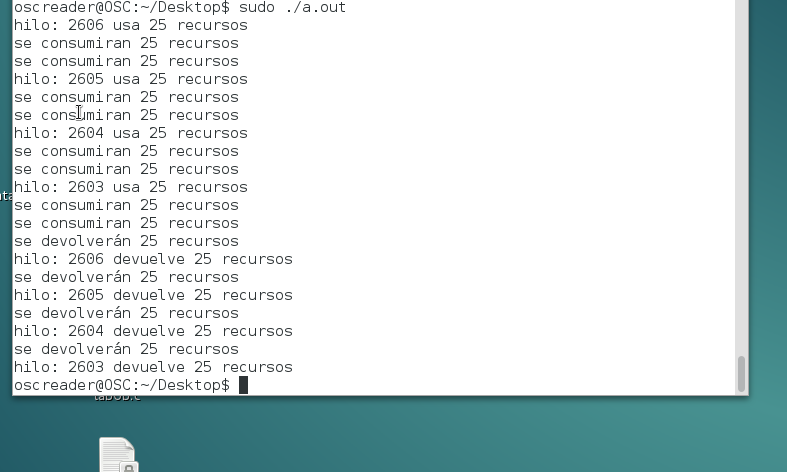 oscreader@OSC:~/Desktop$ sudo ./a.out
hilo: 2606 usa 25 recursos
se consumiran 25 recursos
se consumiran 25 recursos
hilo: 2605 usa 25 recursos
se consumiran 25 recursos
se consumiran 25 recursos
hilo: 2604 usa 25 recursos
se consumiran 25 recursos
se consumiran 25 recursos
hilo: 2603 usa 25 recursos
se consumiran 25 recursos
se consumiran 25 recursos
se devolverán 25 recursos
hilo: 2606 devuelve 25 recursos
se devolverán 25 recursos
hilo: 2605 devuelve 25 recursos
se devolverán 25 recursos
hilo: 2604 devuelve 25 recursos
se devolverán 25 recursos
hilo: 2603 devuelve 25 recursos
oscreader@OSC:~/Desktop$